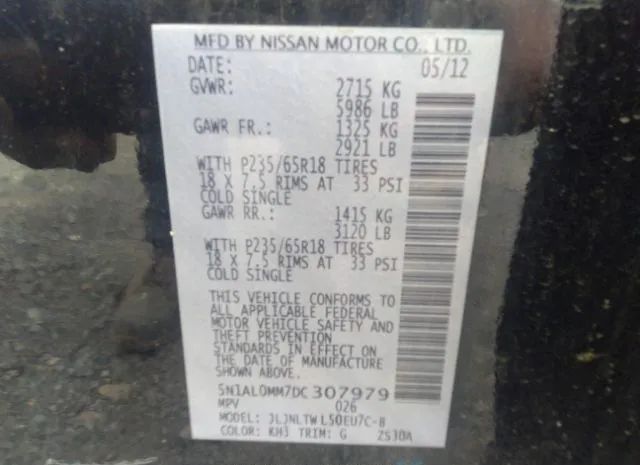 MFD BY NISSAN MOTOR CO., LTD.
DATE: 05/12
GVWR: 2715 KG
5986 LB
GAWR FR.: 1325 KG
2921 LB
WITH P235/65R18 TIRES
18 X 7.5 RIMS AT 33 PSI
COLD SINGLE
GAWR RR.: 1415 KG
3120 LB
WITH P235/65R18 TIRES
18 X 7.5 RIMS AT 33 PSI
COLD SINGLE
THIS VEHICLE CONFORMS TO
ALL APPLICABLE FEDERAL
MOTOR VEHICLE SAFETY AND
THEFT PREVENTION
STANDARDS IN EFFECT ON
THE DATE OF MANUFACTURE
SHOWN ABOVE.
5N1AL0MM7DC307979
MPV 026
MODEL: JLJNLTWL50EU7C-B
COLOR: KH3 TRIM: G ZS30A